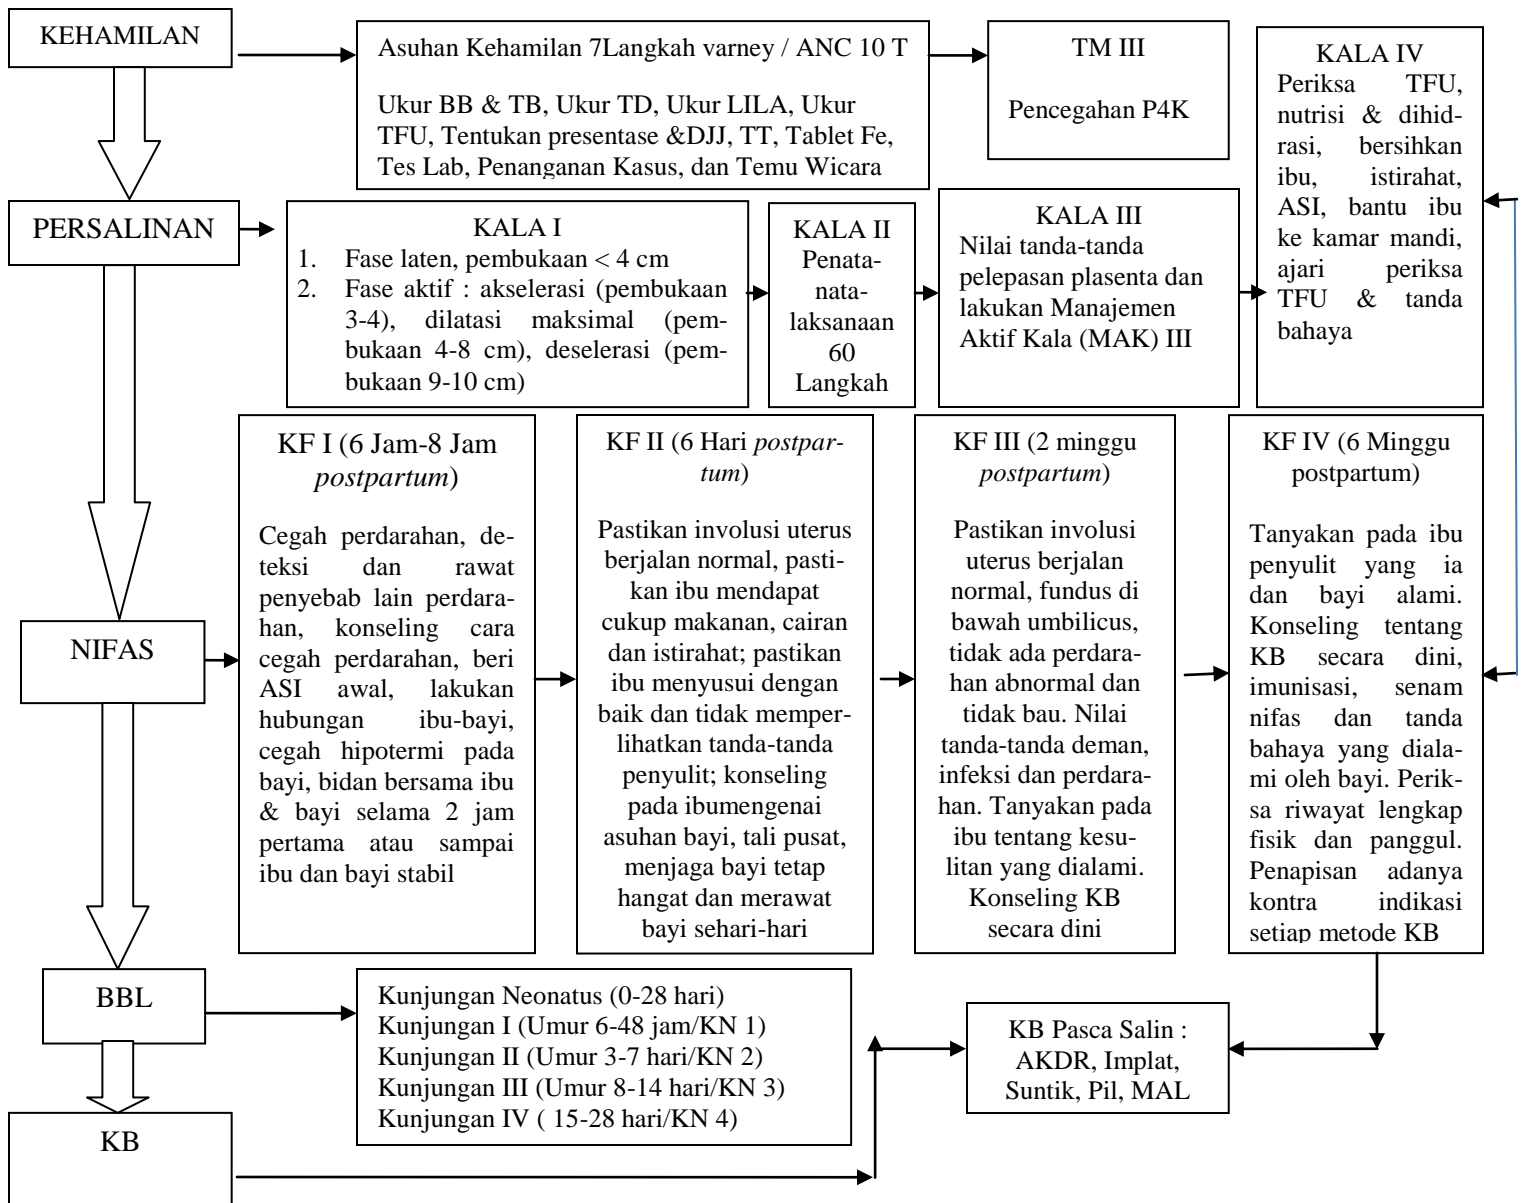 KEHAMILAN
Asuhan Kehamilan 7Langkah varney / ANC 10 T
Ukur BB & TB, Ukur TD, Ukur LILA, Ukur
TFU, Tentukan presentase &DJJ, TT, Tablet Fe,
Tes Lab, Penanganan Kasus, dan Temu Wicara
TM III
Pencegahan P4K
PERSALINAN
KALA I
1. Fase laten, pembukaan < 4 cm
2. Fase aktif : akselerasi (pembukaan
3-4), dilatasi maksimal (pem-
bukaan 4-8 cm), deselerasi (pem-
bukaan 9-10 cm)
KALA II
Penata-
nata-
laksanaan
60
Langkah
KALA III
Nilai tanda-tanda
pelepasan plasenta dan
lakukan Manajemen
Aktif Kala (MAK) III
KALA IV
Periksa TFU,
nutrisi & dihid-
rasi, bersihkan
ibu, istirahat,
ASI, bantu ibu
ke kamar mandi,
ajari periksa
TFU & tanda
bahaya
NIFAS
KF I (6 Jam-8 Jam
postpartum)
Cegah perdarahan, de-
teksi dan rawat
penyebab lain perdara-
han, konseling cara
cegah perdarahan, beri
ASI awal, lakukan
hubungan ibu-bayi,
cegah hipotermi pada
bayi, bidan bersama ibu
& bayi selama 2 jam
pertama atau sampai
ibu dan bayi stabil
KF II (6 Hari postpar-
tum)
Pastikan involusi uterus
berjalan normal, pasti-
kan ibu mendapat
cukup makanan, cairan
dan istirahat; pastikan
ibu menyusui dengan
baik dan tidak memper-
lihatkan tanda-tanda
penyulit; konseling
pada ibumengenai
asuhan bayi, tali pusat,
menjaga bayi tetap
hangat dan merawat
bayi sehari-hari
KF III (2 minggu
postpartum)
Pastikan involusi
uterus berjalan
normal, fundus di
bawah umbilicus,
tidak ada perdara-
han abnormal dan
tidak bau. Nilai
tanda-tanda deman,
infeksi dan perdara-
han. Tanyakan pada
ibu tentang kesu-
litan yang dialami.
Konseling KB
secara dini
KF IV (6 Minggu
postpartum)
Tanyakan pada ibu
penyulit yang ia
dan bayi alami.
Konseling tentang
KB secara dini,
imunisasi, senam
nifas dan tanda
bahaya yang diala-
mi oleh bayi. Perik-
sa riwayat lengkap
fisik dan panggul.
Penapisan adanya
kontra indikasi
setiap metode KB
BBL
Kunjungan Neonatus (0-28 hari)
Kunjungan I (Umur 6-48 jam/KN 1)
Kunjungan II (Umur 3-7 hari/KN 2)
Kunjungan III (Umur 8-14 hari/KN 3)
Kunjungan IV ( 15-28 hari/KN 4)
KB Pasca Salin :
AKDR, Implat,
Suntik, Pil, MAL
KB